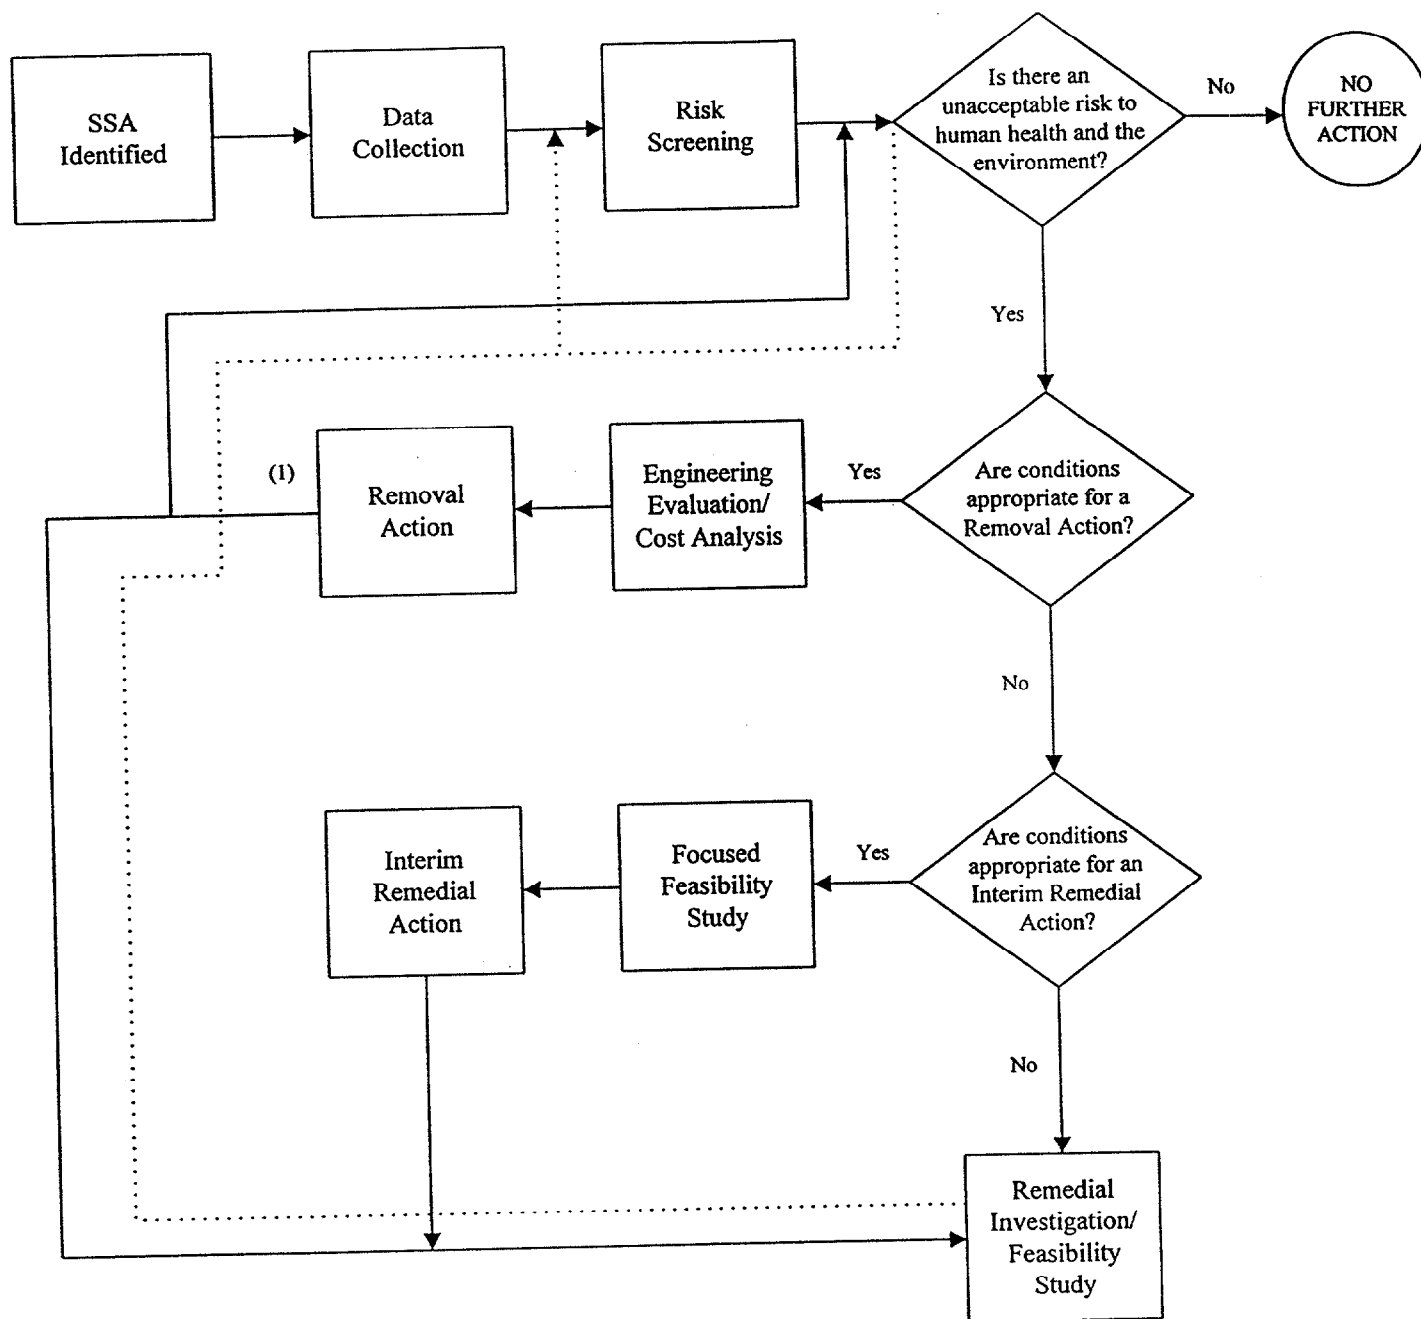 SSA
Identified
Data
Collection
Risk
Screening
Is there an
unacceptable risk to
human health and the
environment?
No
NO
FURTHER
ACTION
Yes
(1)
Removal
Action
Engineering
Evaluation/
Cost Analysis
Yes
Are conditions
appropriate for a
Removal Action?
No
Interim
Remedial
Action
Focused
Feasibility
Study
Yes
Are conditions
appropriate for an
Interim Remedial
Action?
No
Remedial
Investigation/
Feasibility
Study